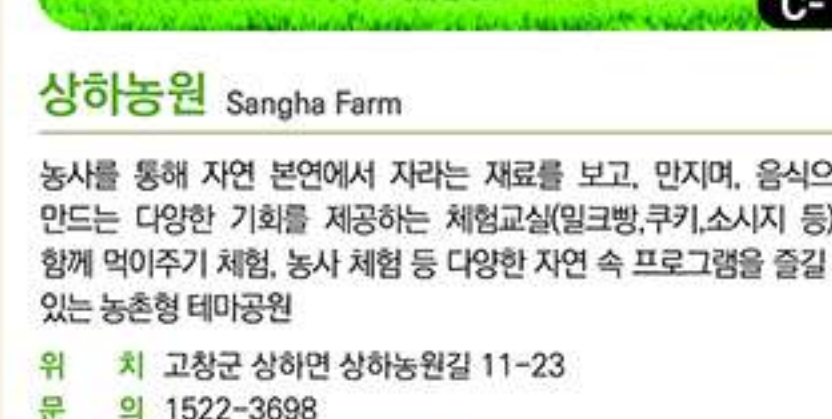 C-
상하농원 Sangha Farm
농사를 통해 자연 본연에서 자라는 재료를 보고, 만지며, 음식으
만드는 다양한 기회를 제공하는 체험교실(밀크빵,쿠키,소시지 등)
함께 먹이주기 체험, 농사 체험 등 다양한 자연 속 프로그램을 즐길
있는 농촌형 테마공원
위 치 고창군 상하면 상하농원길 11-23
문 의 1522-3698